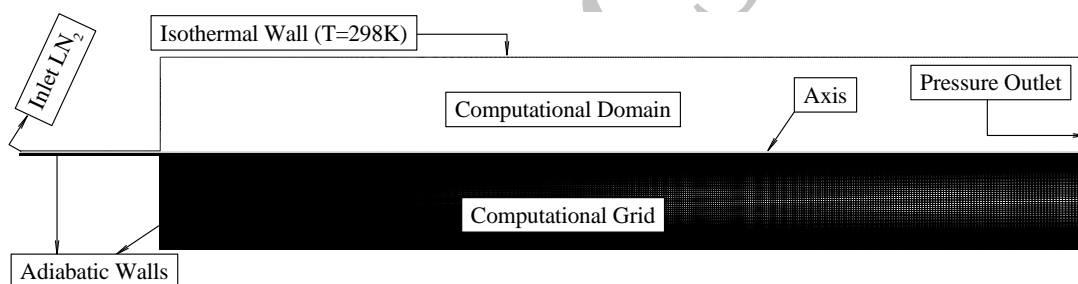 Isothermal Wall (T=298K)
Inlet LN₂
Computational Domain
Axis
Pressure Outlet
Computational Grid
Adiabatic Walls